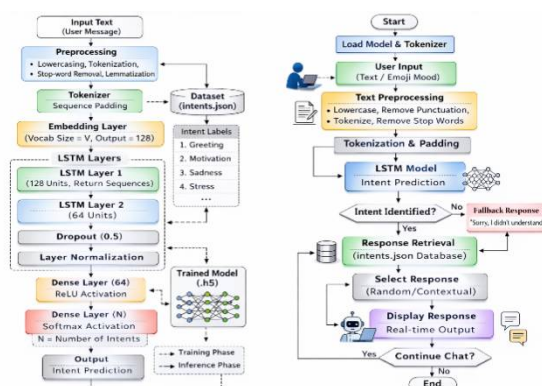 Input Text
(User Message)
Preprocessing
• Lowercasing, Tokenization,
• Stop-word Removal, Lemmatization
Tokenizer
Sequence Padding
Dataset
(intents.json)
Embedding Layer
(Vocab Size = V, Output = 128)
Intent Labels
1. Greeting
2. Motivation
3. Sadness
4. Stress
...
LSTM Layers
LSTM Layer 1
(128 Units, Return Sequences)
LSTM Layer 2
(64 Units)
Dropout (0.5)
Layer Normalization
Dense Layer (64)
ReLU Activation
Trained Model
(.h5)
Dense Layer (N)
Softmax Activation
N = Number of Intents
Training Phase
Inference Phase
Output
Intent Prediction
Start
Load Model & Tokenizer
User Input
(Text / Emoji Mood)
Text Preprocessing
• Lowercase, Remove Punctuation,
• Tokenize, Remove Stop Words
Tokenization & Padding
LSTM Model
Intent Prediction
Intent Identified?
No
Fallback Response
"Sorry, I didn't understand
Yes
Response Retrieval
(intents.json Database)
Select Response
(Random/Contextual)
Display Response
Real-time Output
Yes
Continue Chat?
No
End